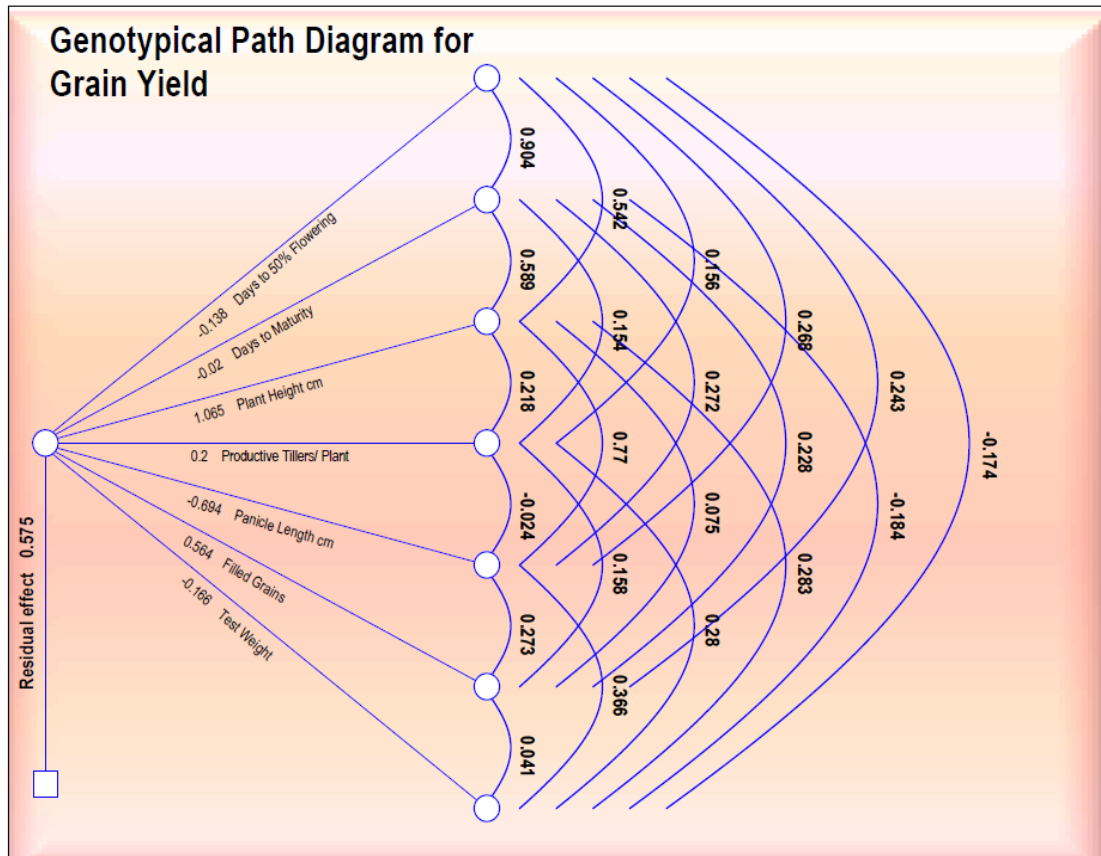 Genotypical Path Diagram for
Grain Yield
-0.138 Days to 50% Flowering
-0.02 Days to Maturity
1.065 Plant Height cm
0.2 Productive Tillers/ Plant
-0.694 Panicle Length cm
0.564 Filled Grains
-0.166 Test Weight
Residual effect 0.575
0.904
0.589
0.218
-0.024
0.273
0.041
0.542
0.154
0.77
0.158
0.366
0.156
0.272
0.075
0.28
0.268
0.228
0.283
0.243
-0.184
-0.174